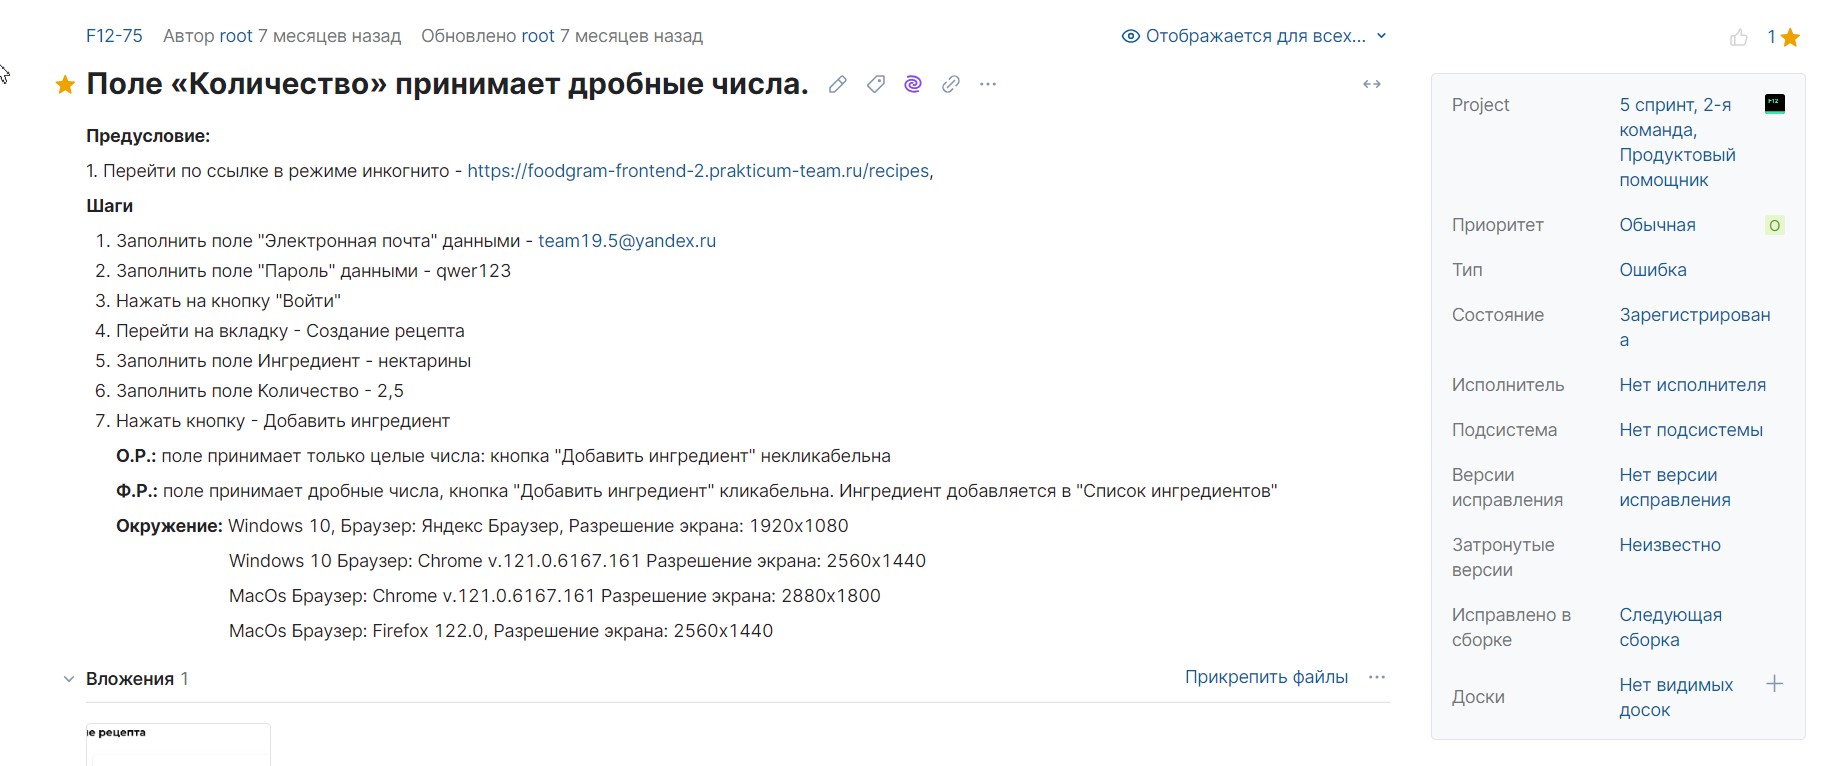 F12-75 Автор root 7 месяцев назад Обновлено root 7 месяцев назад
Отображается для всех...
1
Поле «Количество» принимает дробные числа.
Предусловие:
1. Перейти по ссылке в режиме инкогнито - https://foodgram-frontend-2.prakticum-team.ru/recipes,
Шаги
1. Заполнить поле "Электронная почта" данными - team19.5@yandex.ru
2. Заполнить поле "Пароль" данными - qwer123
3. Нажать на кнопку "Войти"
4. Перейти на вкладку - Создание рецепта
5. Заполнить поле Ингредиент - нектарины
6. Заполнить поле Количество - 2,5
7. Нажать кнопку - Добавить ингредиент
О.Р.: поле принимает только целые числа: кнопка "Добавить ингредиент" некликабельна
Ф.Р.: поле принимает дробные числа, кнопка "Добавить ингредиент" кликабельна. Ингредиент добавляется в "Список ингредиентов"
Окружение: Windows 10, Браузер: Яндекс Браузер, Разрешение экрана: 1920x1080
Windows 10 Браузер: Chrome v.121.0.6167.161 Разрешение экрана: 2560x1440
MacOs Браузер: Chrome v.121.0.6167.161 Разрешение экрана: 2880x1800
MacOs Браузер: Firefox 122.0, Разрешение экрана: 2560x1440
Вложения 1
Прикрепить файлы
е рецепта
Project
5 спринт, 2-я
команда,
Продуктовый
помощник
Приоритет
Обычная
О
Тип
Ошибка
Состояние
Зарегистрирован
а
Исполнитель
Нет исполнителя
Подсистема
Нет подсистемы
Версии
исправления
Нет версии
исправления
Затронутые
версии
Неизвестно
Исправлено в
сборке
Следующая
сборка
Доски
Нет видимых
досок